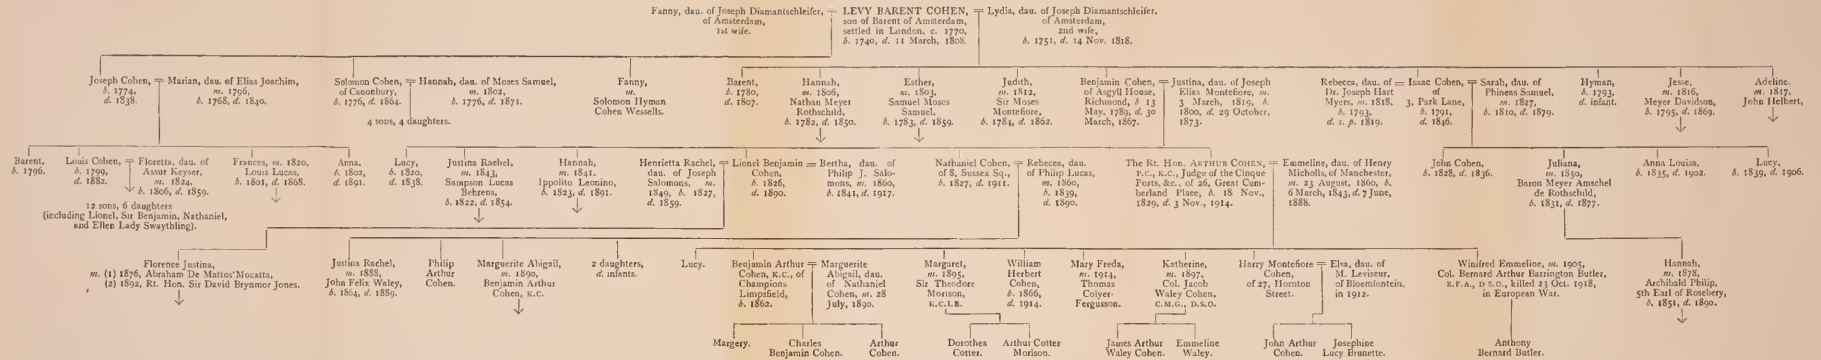 Fanny, dau. of Joseph Diamantschleifer,
of Amsterdam,
1st wife.
LEVY BARENT COHEN,
son of Barent of Amsterdam,
settled in London, c. 1770,
b. 1740, d. 11 March, 1808.
Lydia, dau. of Joseph Diamantschleifer,
of Amsterdam,
2nd wife,
b. 1751, d. 14 Nov. 1818.
Joseph Cohen,
b. 1774,
d. 1838.
Marian, dau. of Elias Joachim,
m. 1796,
b. 1768, d. 1840.
Solomon Cohen,
of Canonbury,
b. 1776, d. 1864.
Hannah, dau. of Moses Samuel,
m. 1802,
b. 1776, d. 1871.
4 sons, 4 daughters.
Fanny,
m.
Solomon Hyman
Cohen Wessells.
Barent,
b. 1780,
d. 1807.
Hannah,
m. 1806,
Nathan Meyer
Rothschild,
b. 1782, d. 1850.
Esther,
m. 1803,
Samuel Moses
Samuel,
b. 1783, d. 1859.
Judith,
m. 1812,
Sir Moses
Montefiore,
b. 1784, d. 1862.
Benjamin Cohen,
of Asgyll House,
Richmond, b 13
May, 1789, d. 30
March, 1867.
Justina, dau. of Joseph
Elias Montefiore, m.
3 March, 1819, b.
1800, d. 29 October,
1873.
Rebecca, dau. of
Dr. Joseph Hart
Myers, m. 1818,
b. 1793,
d. s. p. 1819.
Isaac Cohen,
of
3, Park Lane,
b. 1791,
d. 1846.
Sarah, dau. of
Phineas Samuel,
m. 1827,
b. 1810, d. 1879.
Hyman,
b. 1793,
d. infant.
Jesse,
m. 1816,
Meyer Davidson,
b. 1795, d. 1869.
Adeline,
m. 1817,
John Helbert,
Barent,
b. 1796.
Louis Cohen,
b. 1799,
d. 1882.
Floretta, dau. of
Assur Keyser,
m. 1824,
b. 1806, d. 1859.
12 sons, 6 daughters
(including Lionel, Sir Benjamin, Nathaniel,
and Ellen Lady Swaythling).
Frances, m. 1820,
Louis Lucas,
b. 1801, d. 1868.
Anna.
b. 1802,
d. 1891.
Lucy,
b. 1820,
d. 1838.
Justina Rachel,
m. 1843,
Sampson Lucas
Behrens,
b. 1822, d. 1854.
Hannah,
m. 1841.
Ippolito Leonino,
b. 1823, d. 1891.
Henrietta Rachel,
dau. of Joseph
Salomons, m.
1849, b. 1827,
d. 1859.
Lionel Benjamin
Cohen,
b. 1826,
d. 1890.
Bertha, dau. of
Philip J. Salo-
mons, m. 1860,
b. 1841, d. 1917.
Nathaniel Cohen,
of 8, Sussex Sq.,
b. 1827, d. 1911.
Rebecca, dau.
of Philip Lucas,
m. 1860,
b. 1839,
d. 1890.
The Rt. Hon. ARTHUR COHEN,
P.C., K.C., Judge of the Cinque
Ports, &c., of 26, Great Cum-
berland Place, b. 18 Nov.,
1829, d. 3 Nov., 1914.
Emmeline, dau. of Henry
Micholls, of Manchester,
m. 23 August, 1860, b.
6 March, 1843, d. 7 June,
1888.
John Cohen,
b. 1828, d. 1836.
Juliana,
m. 1850,
Baron Meyer Amschel
de Rothschild,
b. 1831, d. 1877.
Anna Louisa,
b. 1835, d. 1902.
Lucy,
b. 1839, d. 1906.
Florence Justina,
m. (1) 1876, Abraham De Mattos Mocatta,
(2) 1892, Rt. Hon. Sir David Brynmor Jones.
Justina Rachel,
m. 1888,
John Felix Waley,
b. 1864, d. 1889.
Philip
Arthur
Cohen.
Marguerite Abigail,
m. 1890,
Benjamin Arthur
Cohen, K.C.
2 daughters,
d. infants.
Lucy.
Benjamin Arthur
Cohen, K.C., of
Champions
Limpsfield,
b. 1862.
Marguerite
Abigail, dau.
of Nathaniel
Cohen, m. 28
July, 1890.
Margaret,
m. 1895,
Sir Theodore
Morison,
K.C.I.E.
William
Herbert
Cohen,
b. 1866,
d. 1914.
Mary Freda,
m. 1914,
Thomas
Colyer-
Fergusson.
Katherine,
m. 1897,
Col. Jacob
Waley Cohen,
C.M.G., D.S.O.
Harry Montefiore
Cohen,
of 27, Hornton
Street.
Elsa, dau. of
M. Leviseur,
of Bloemfontein.
in 1912.
Winifred Emmeline, m. 1905,
Col. Bernard Arthur Barrington Butler,
R.F.A., D S.O., killed 23 Oct. 1918,
in European War.
Hannah,
m. 1878,
Archibald Philip,
5th Earl of Rosebery,
b. 1851, d. 1890.
Margery.
Charles
Benjamin Cohen.
Arthur
Cohen.
Dorothea
Cotter.
Arthur Cotter
Morison.
James Arthur
Waley Cohen.
Emmeline
Waley.
John Arthur
Cohen.
Josephine
Lucy Brunette.
Anthony
Bernard Butler.